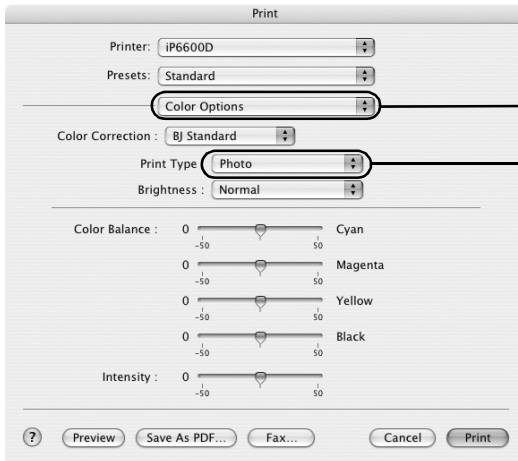 Print
Printer: iP6600D
Presets: Standard
Color Options
Color Correction : BJ Standard
Print Type Photo
Brightness : Normal
Color Balance : 0 Cyan
-50 50
0 Magenta
-50 50
0 Yellow
-50 50
0 Black
-50 50
Intensity : 0
-50 50
? Preview Save As PDF... Fax... Cancel Print